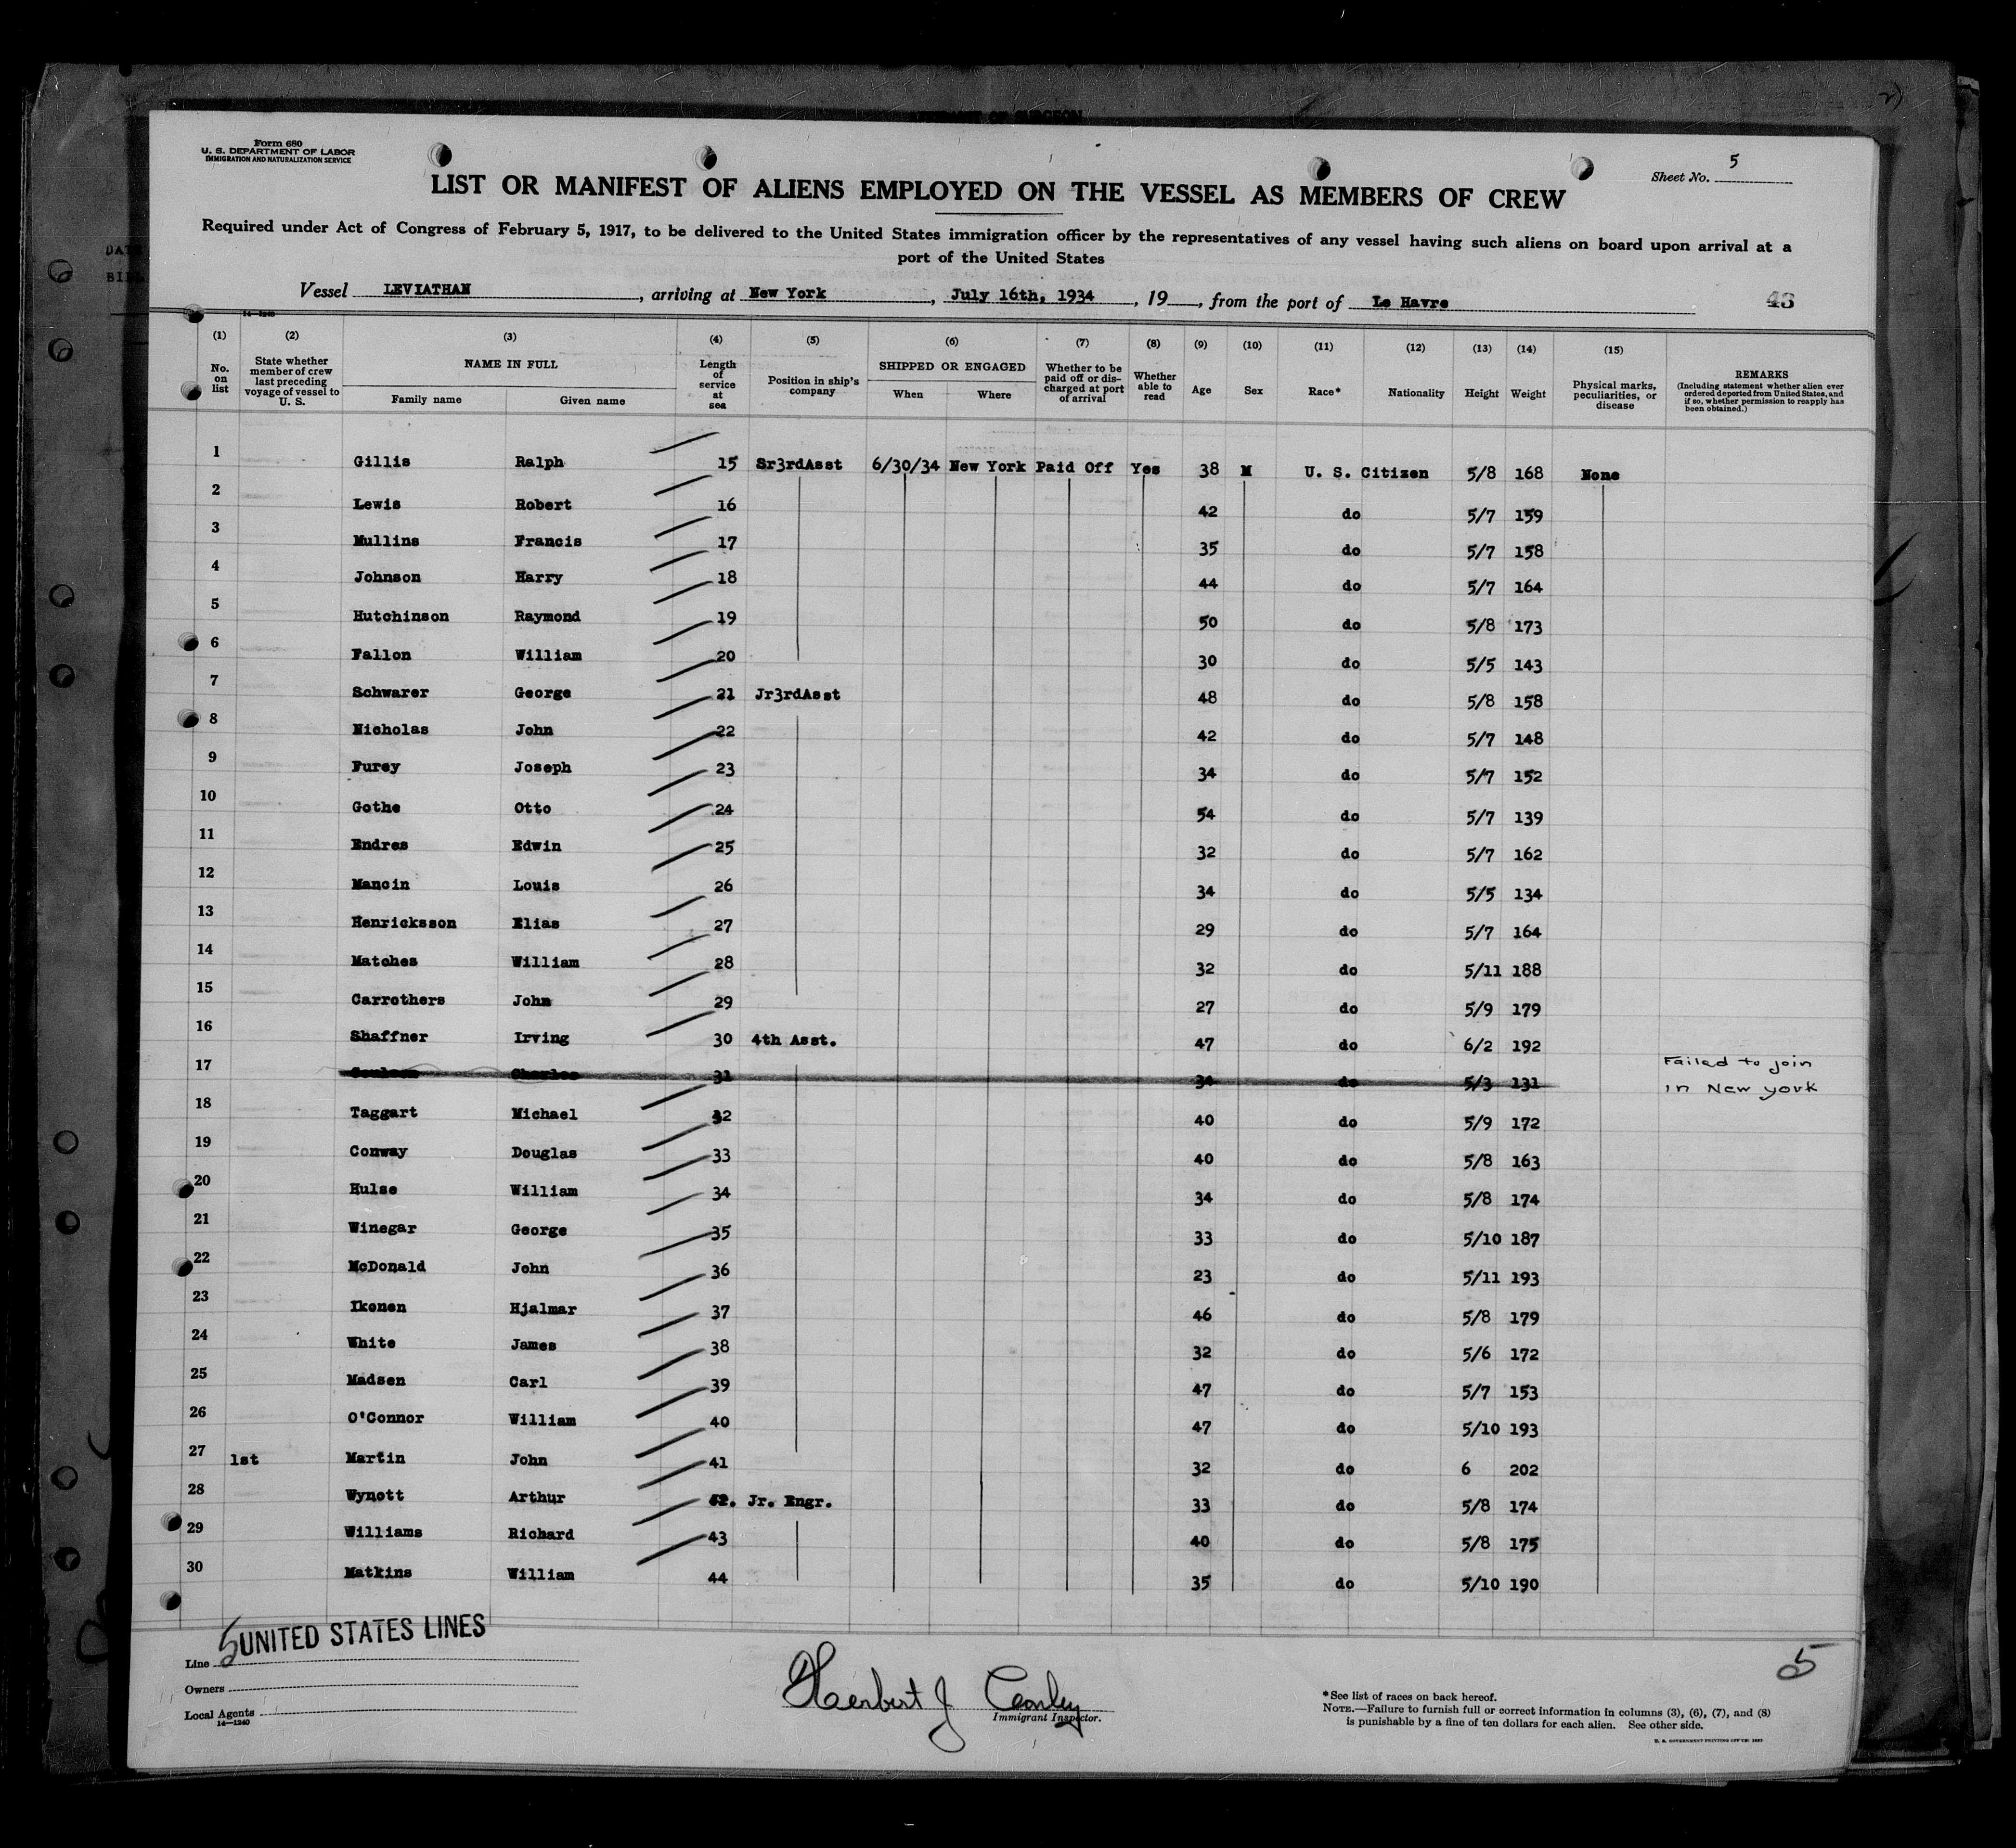 Form 680
U. S. DEPARTMENT OF LABOR
IMMIGRATION AND NATURALIZATION SERVICE
Sheet No. 5
LIST OR MANIFEST OF ALIENS EMPLOYED ON THE VESSEL AS MEMBERS OF CREW
Required under Act of Congress of February 5, 1917, to be delivered to the United States immigration officer by the representatives of any vessel having such aliens on board upon arrival at a
port of the United States
Vessel LEVIATHAN, arriving at New York, July 16th, 1934, 19, from the port of Le Havre
43
14-1240
(1) (2) (3) (4) (5) (6) (7) (8) (9) (10) (11) (12) (13) (14) (15)
No. on list
State whether member of crew last preceding voyage of vessel to U. S.
NAME IN FULL
Family name
Given name
Length of service at sea
Position in ship's company
SHIPPED OR ENGAGED
When
Where
Whether to be paid off or discharged at port of arrival
Whether able to read
Age
Sex
Race*
Nationality
Height
Weight
Physical marks, peculiarities, or disease
REMARKS
(Including statement whether alien ever ordered deported from United States, and if so, whether permission to reapply has been obtained.)
1 Gillis Ralph 15 Sr3rdAsst 6/30/34 New York Paid Off Yes 38 M U. S. Citizen 5/8 168 None
2 Lewis Robert 16 42 do 5/7 159
3 Mullins Francis 17 35 do 5/7 158
4 Johnson Harry 18 44 do 5/7 164
5 Hutchinson Raymond 19 50 do 5/8 173
6 Fallon William 20 30 do 5/5 143
7 Schwarer George 21 Jr3rdAsst 48 do 5/8 158
8 Nicholas John 22 42 do 5/7 148
9 Furey Joseph 23 34 do 5/7 152
10 Gothe Otto 24 54 do 5/7 139
11 Endres Edwin 25 32 do 5/7 162
12 Mancin Louis 26 34 do 5/5 134
13 Henricksson Elias 27 29 do 5/7 164
14 Matches William 28 32 do 5/11 188
15 Carrothers John 29 27 do 5/9 179
16 Shaffner Irving 30 4th Asst. 47 do 6/2 192
17 Charles 31 34 do 5/3 131 Failed to join in New York
18 Taggart Michael 32 40 do 5/9 172
19 Conway Douglas 33 40 do 5/8 163
20 Hulse William 34 34 do 5/8 174
21 Winegar George 35 33 do 5/10 187
22 McDonald John 36 23 do 5/11 193
23 Ikonen Hjalmar 37 46 do 5/8 179
24 White James 38 32 do 5/6 172
25 Madsen Carl 39 47 do 5/7 153
26 O'Connor William 40 47 do 5/10 193
27 1st Martin John 41 32 do 6 202
28 Wynott Arthur 42. Jr. Engr. 33 do 5/8 174
29 Williams Richard 43 40 do 5/8 175
30 Matkins William 44 35 do 5/10 190
Line 5 UNITED STATES LINES
Owners
Local Agents
14—1240
Herbert J Conley
Immigrant Inspector.
5
*See list of races on back hereof.
NOTE.—Failure to furnish full or correct information in columns (3), (6), (7), and (8)
is punishable by a fine of ten dollars for each alien. See other side.
U. S. GOVERNMENT PRINTING OFFICE: